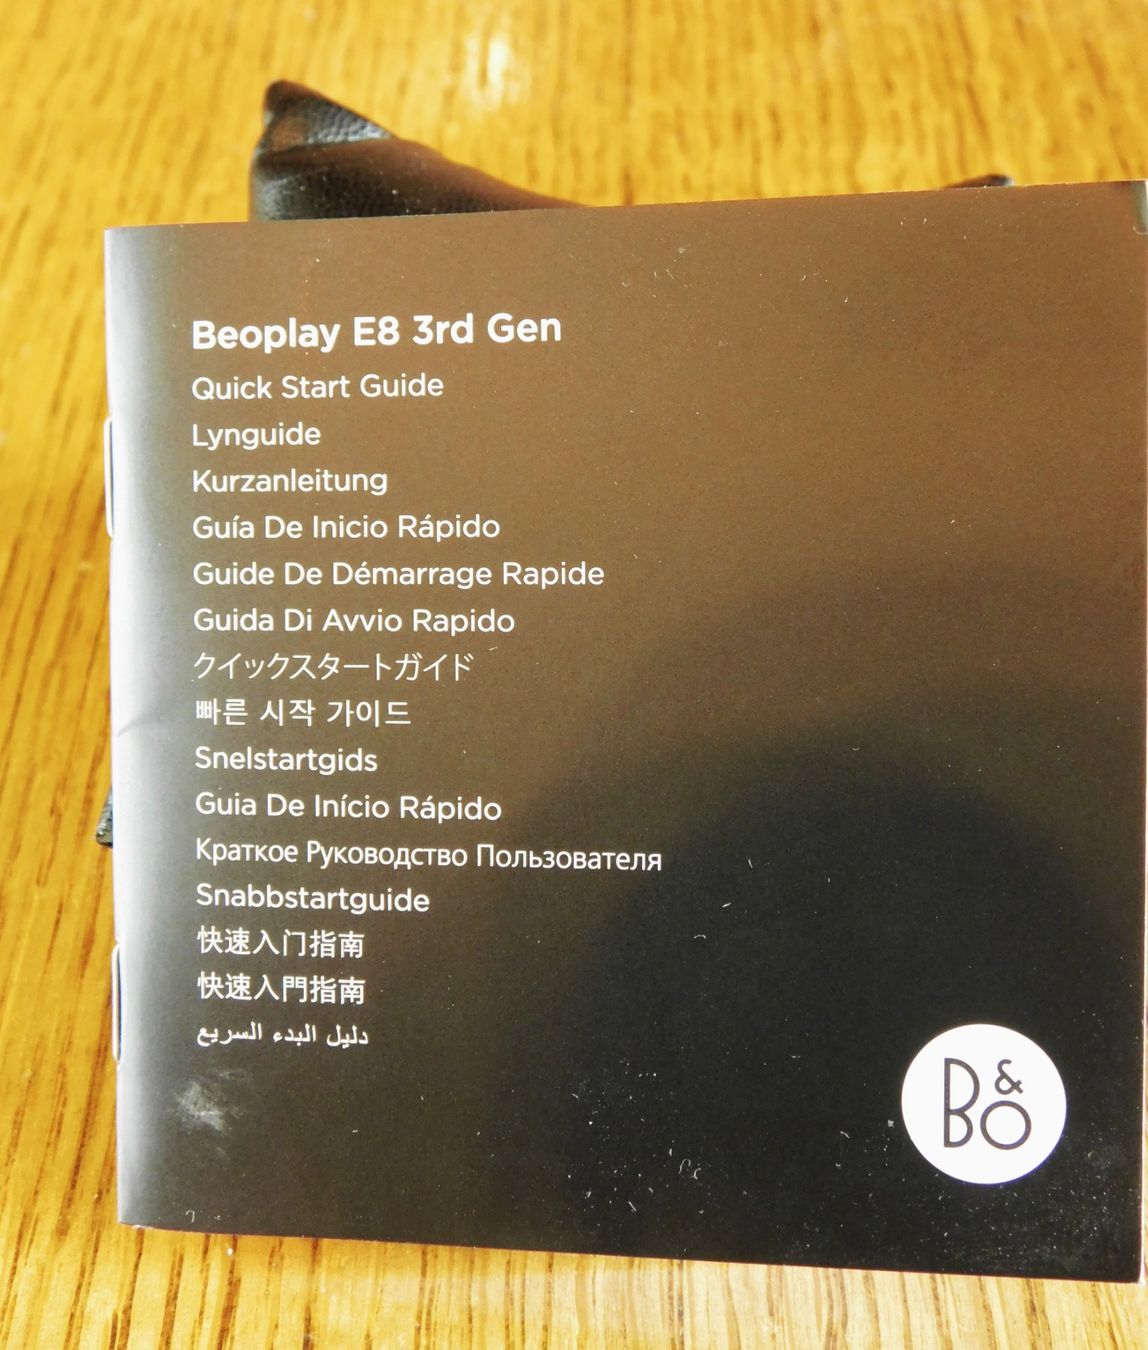 Beoplay E8 3rd Gen
Quick Start Guide
Lynguide
Kurzanleitung
Guía De Inicio Rápido
Guide De Démarrage Rapide
Guida Di Avvio Rapido
クイックスタートガイド
빠른 시작 가이드
Snelstartgids
Guia De Início Rápido
Краткое Руководство Пользователя
Snabbstartguide
快速入门指南
快速入門指南
دليل البدء السريع
B&O